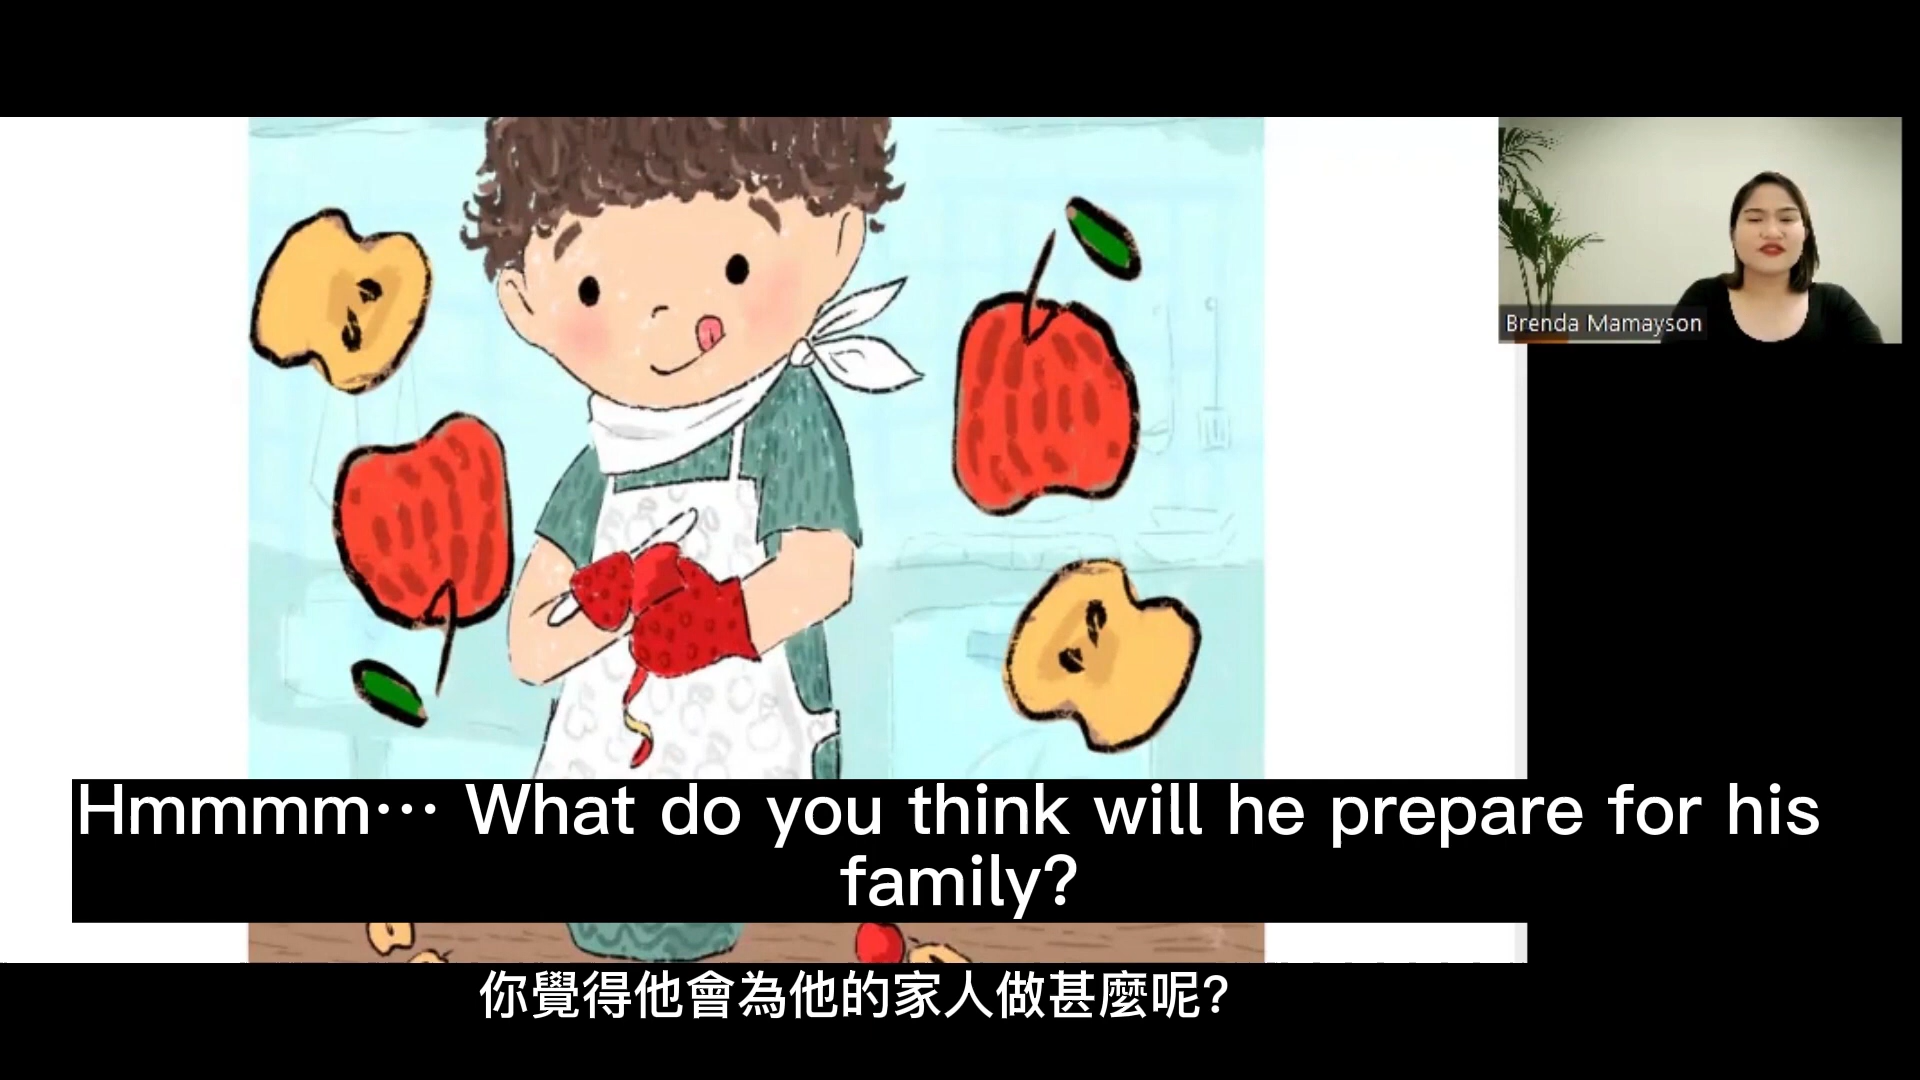 Brenda Mamayson
Hmmmm… What do you think will he prepare for his
family?
你覺得他會為他的家人做甚麼呢?